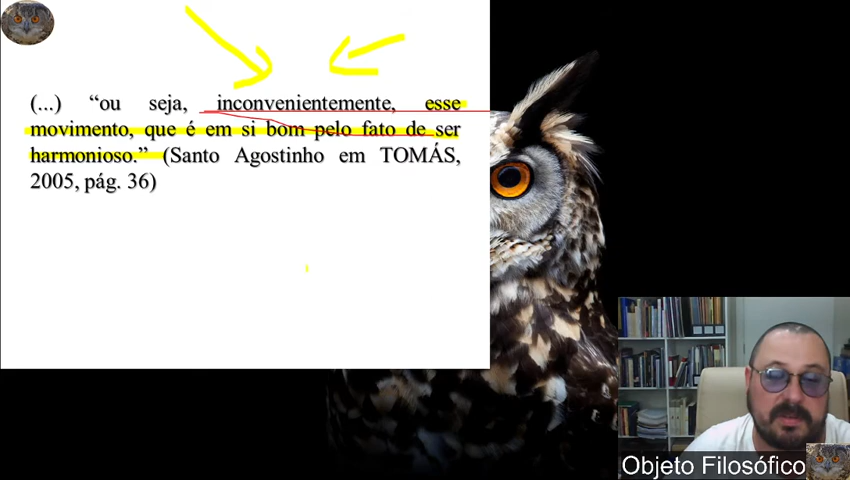 (...) “ou seja, inconvenientemente, esse
movimento, que é em si bom pelo fato de ser
harmonioso.” (Santo Agostinho em TOMÁS,
2005, pág. 36)
Objeto Filosófico